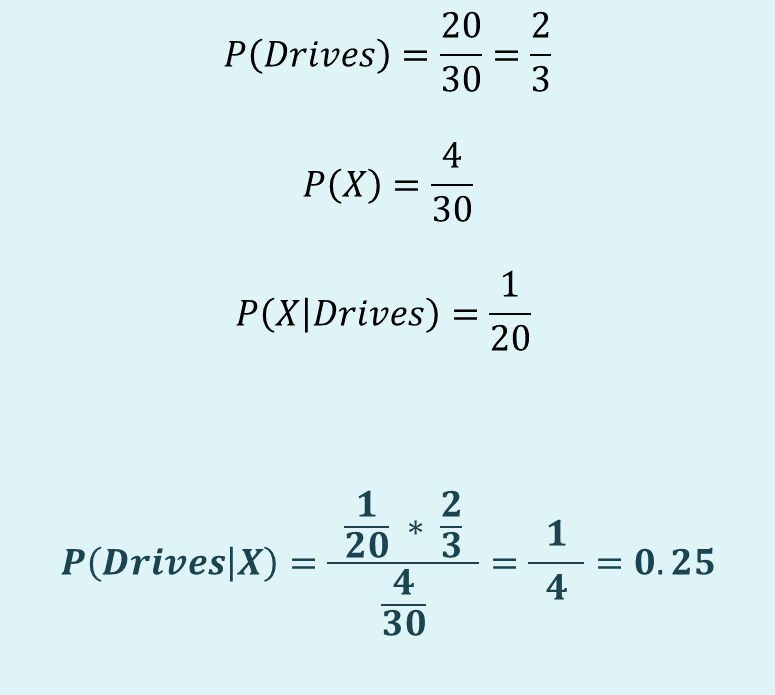 P(Drives) = 20/30 = 2/3
P(X) = 4/30
P(X|Drives) = 1/20
P(Drives|X) = (1/20 * 2/3)/(4/30) = 1/4 = 0.25